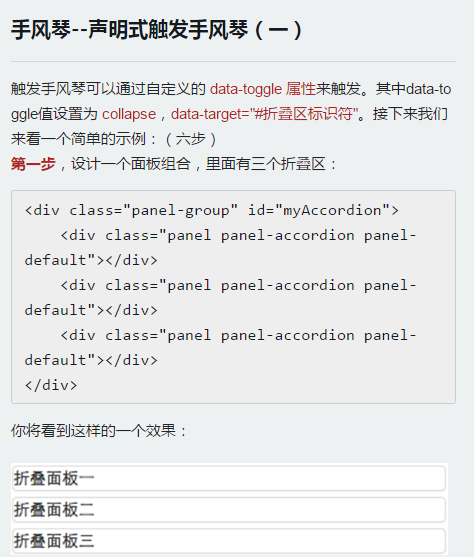 手风琴--声明式触发手风琴（一）
触发手风琴可以通过自定义的 data-toggle 属性来触发。其中data-to
ggle值设置为 collapse，data-target="#折叠区标识符"。接下来我们
来看一个简单的示例：（六步）
第一步，设计一个面板组合，里面有三个折叠区：
<div class="panel-group" id="myAccordion">
    <div class="panel panel-accordion panel-
default"></div>
    <div class="panel panel-accordion panel-
default"></div>
    <div class="panel panel-accordion panel-
default"></div>
</div>
你将看到这样的一个效果：
折叠面板一
折叠面板二
折叠面板三